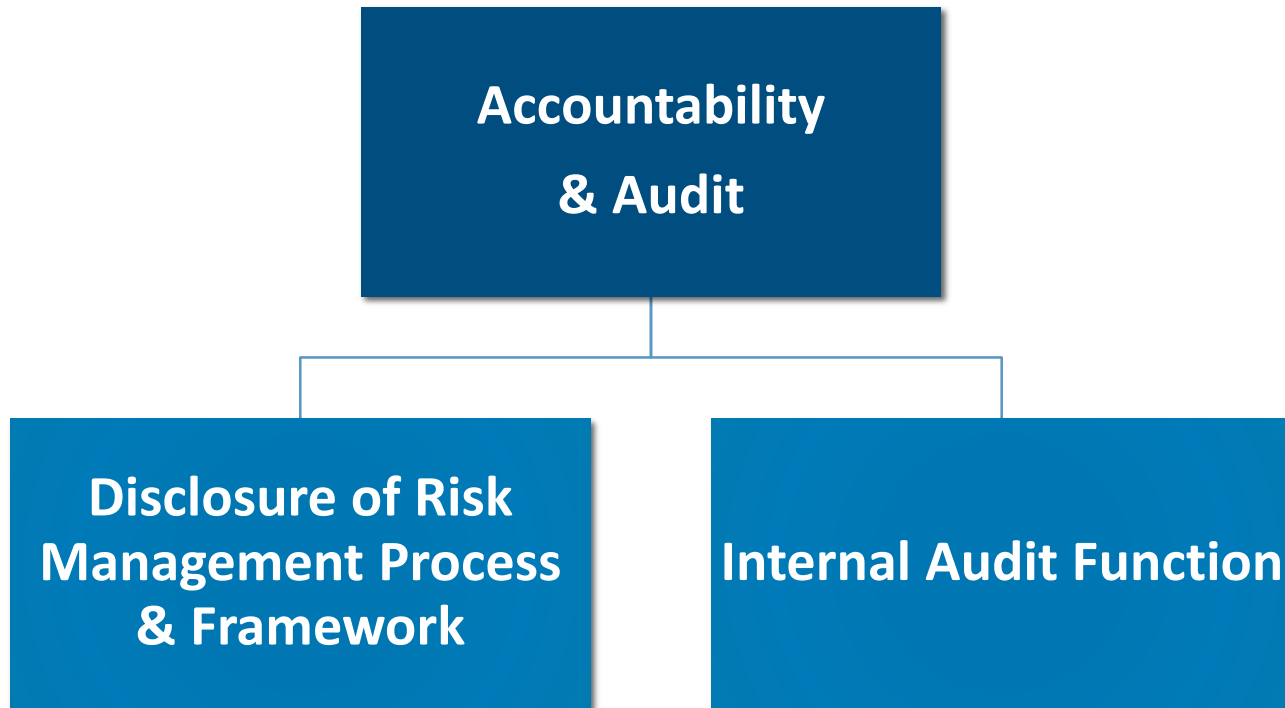 Accountability
& Audit
Disclosure of Risk
Management Process
& Framework
Internal Audit Function